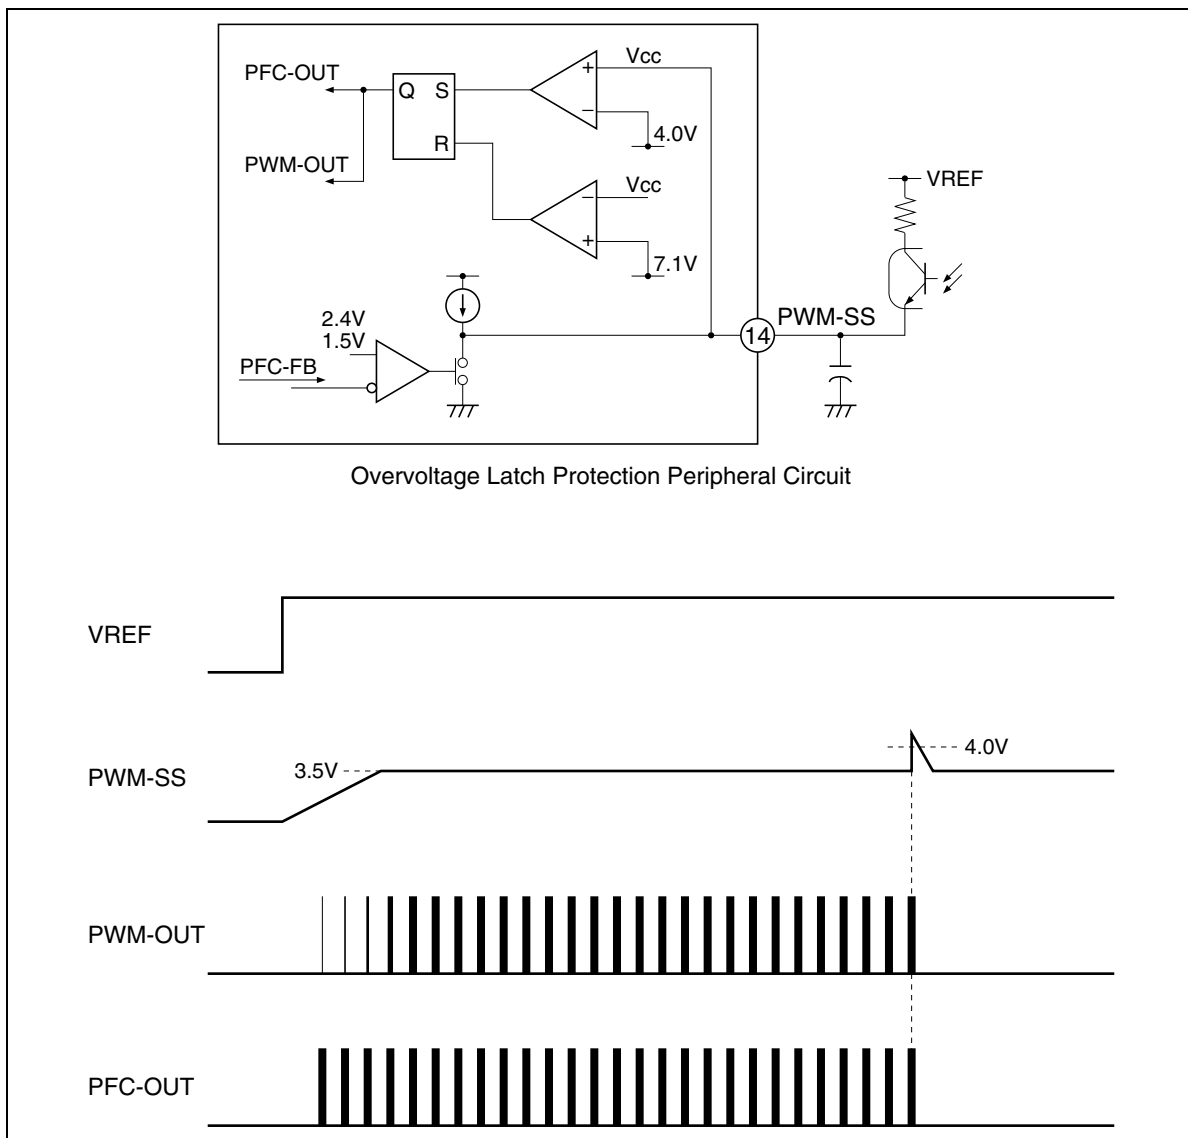 PFC-OUT
Q
S
+
Vcc
−
4.0V
R
PWM-OUT
−
Vcc
+
7.1V
VREF
2.4V
1.5V
PFC-FB
14
PWM-SS
Overvoltage Latch Protection Peripheral Circuit
VREF
PWM-SS
3.5V
4.0V
PWM-OUT
PFC-OUT